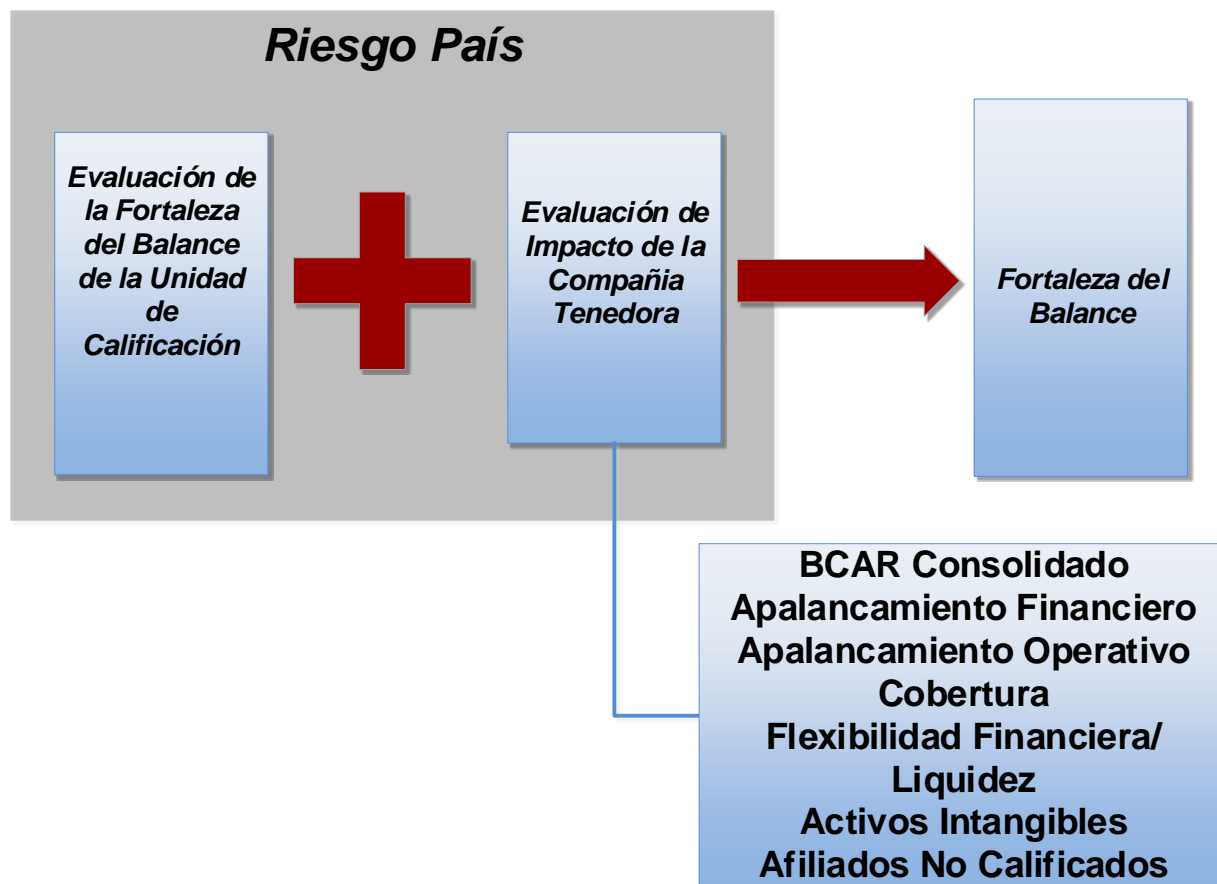 Riesgo País
Evaluación de
la Fortaleza
del Balance
de la Unidad
de
Calificación
Evaluación de
Impacto de la
Compañia
Tenedora
Fortaleza del
Balance
BCAR Consolidado
Apalancamiento Financiero
Apalancamiento Operativo
Cobertura
Flexibilidad Financiera/
Liquidez
Activos Intangibles
Afiliados No Calificados